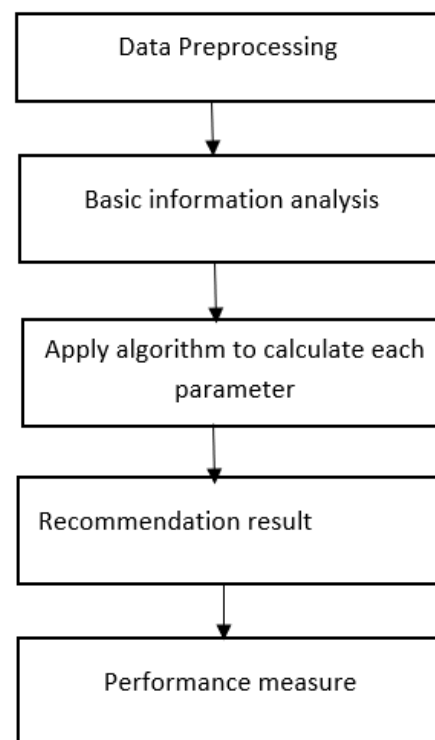 Data Preprocessing
Basic information analysis
Apply algorithm to calculate each
parameter
Recommendation result
Performance measure